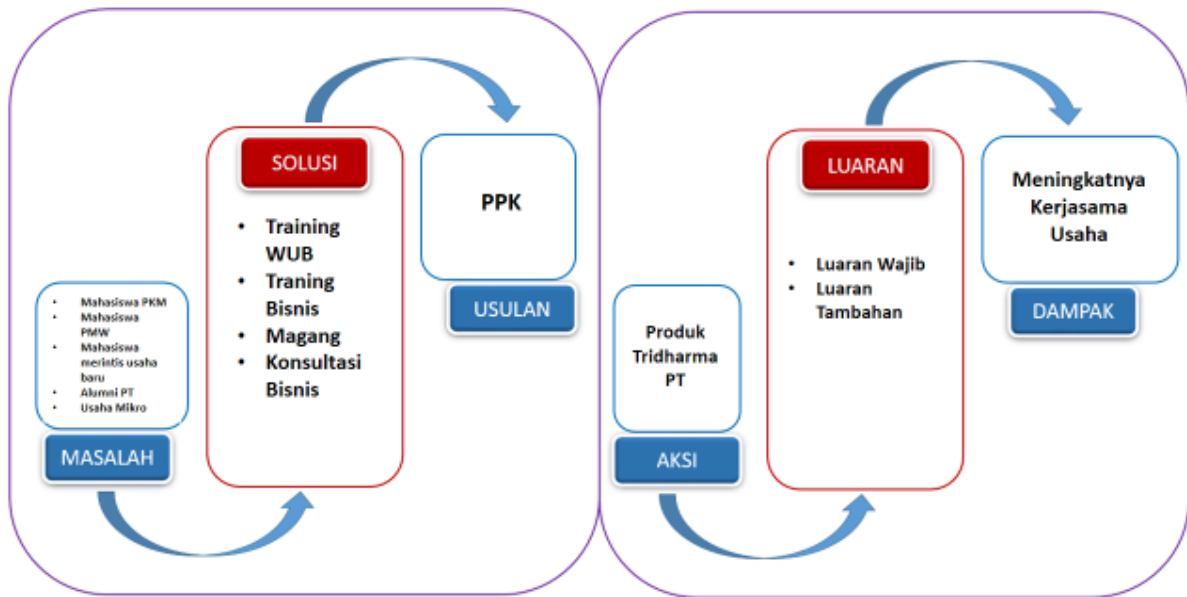 SOLUSI
• Training
WUB
• Traning
Bisnis
• Magang
• Konsultasi
Bisnis
PPK
USULAN
• Mahasiswa PKM
• Mahasiswa
PMW
• Mahasiswa
merintis usaha
baru
• Alumni PT
• Usaha Mikro
MASALAH
LUARAN
• Luaran Wajib
• Luaran
Tambahan
Meningkatnya
Kerjasama
Usaha
DAMPAK
Produk
Tridharma
PT
AKSI